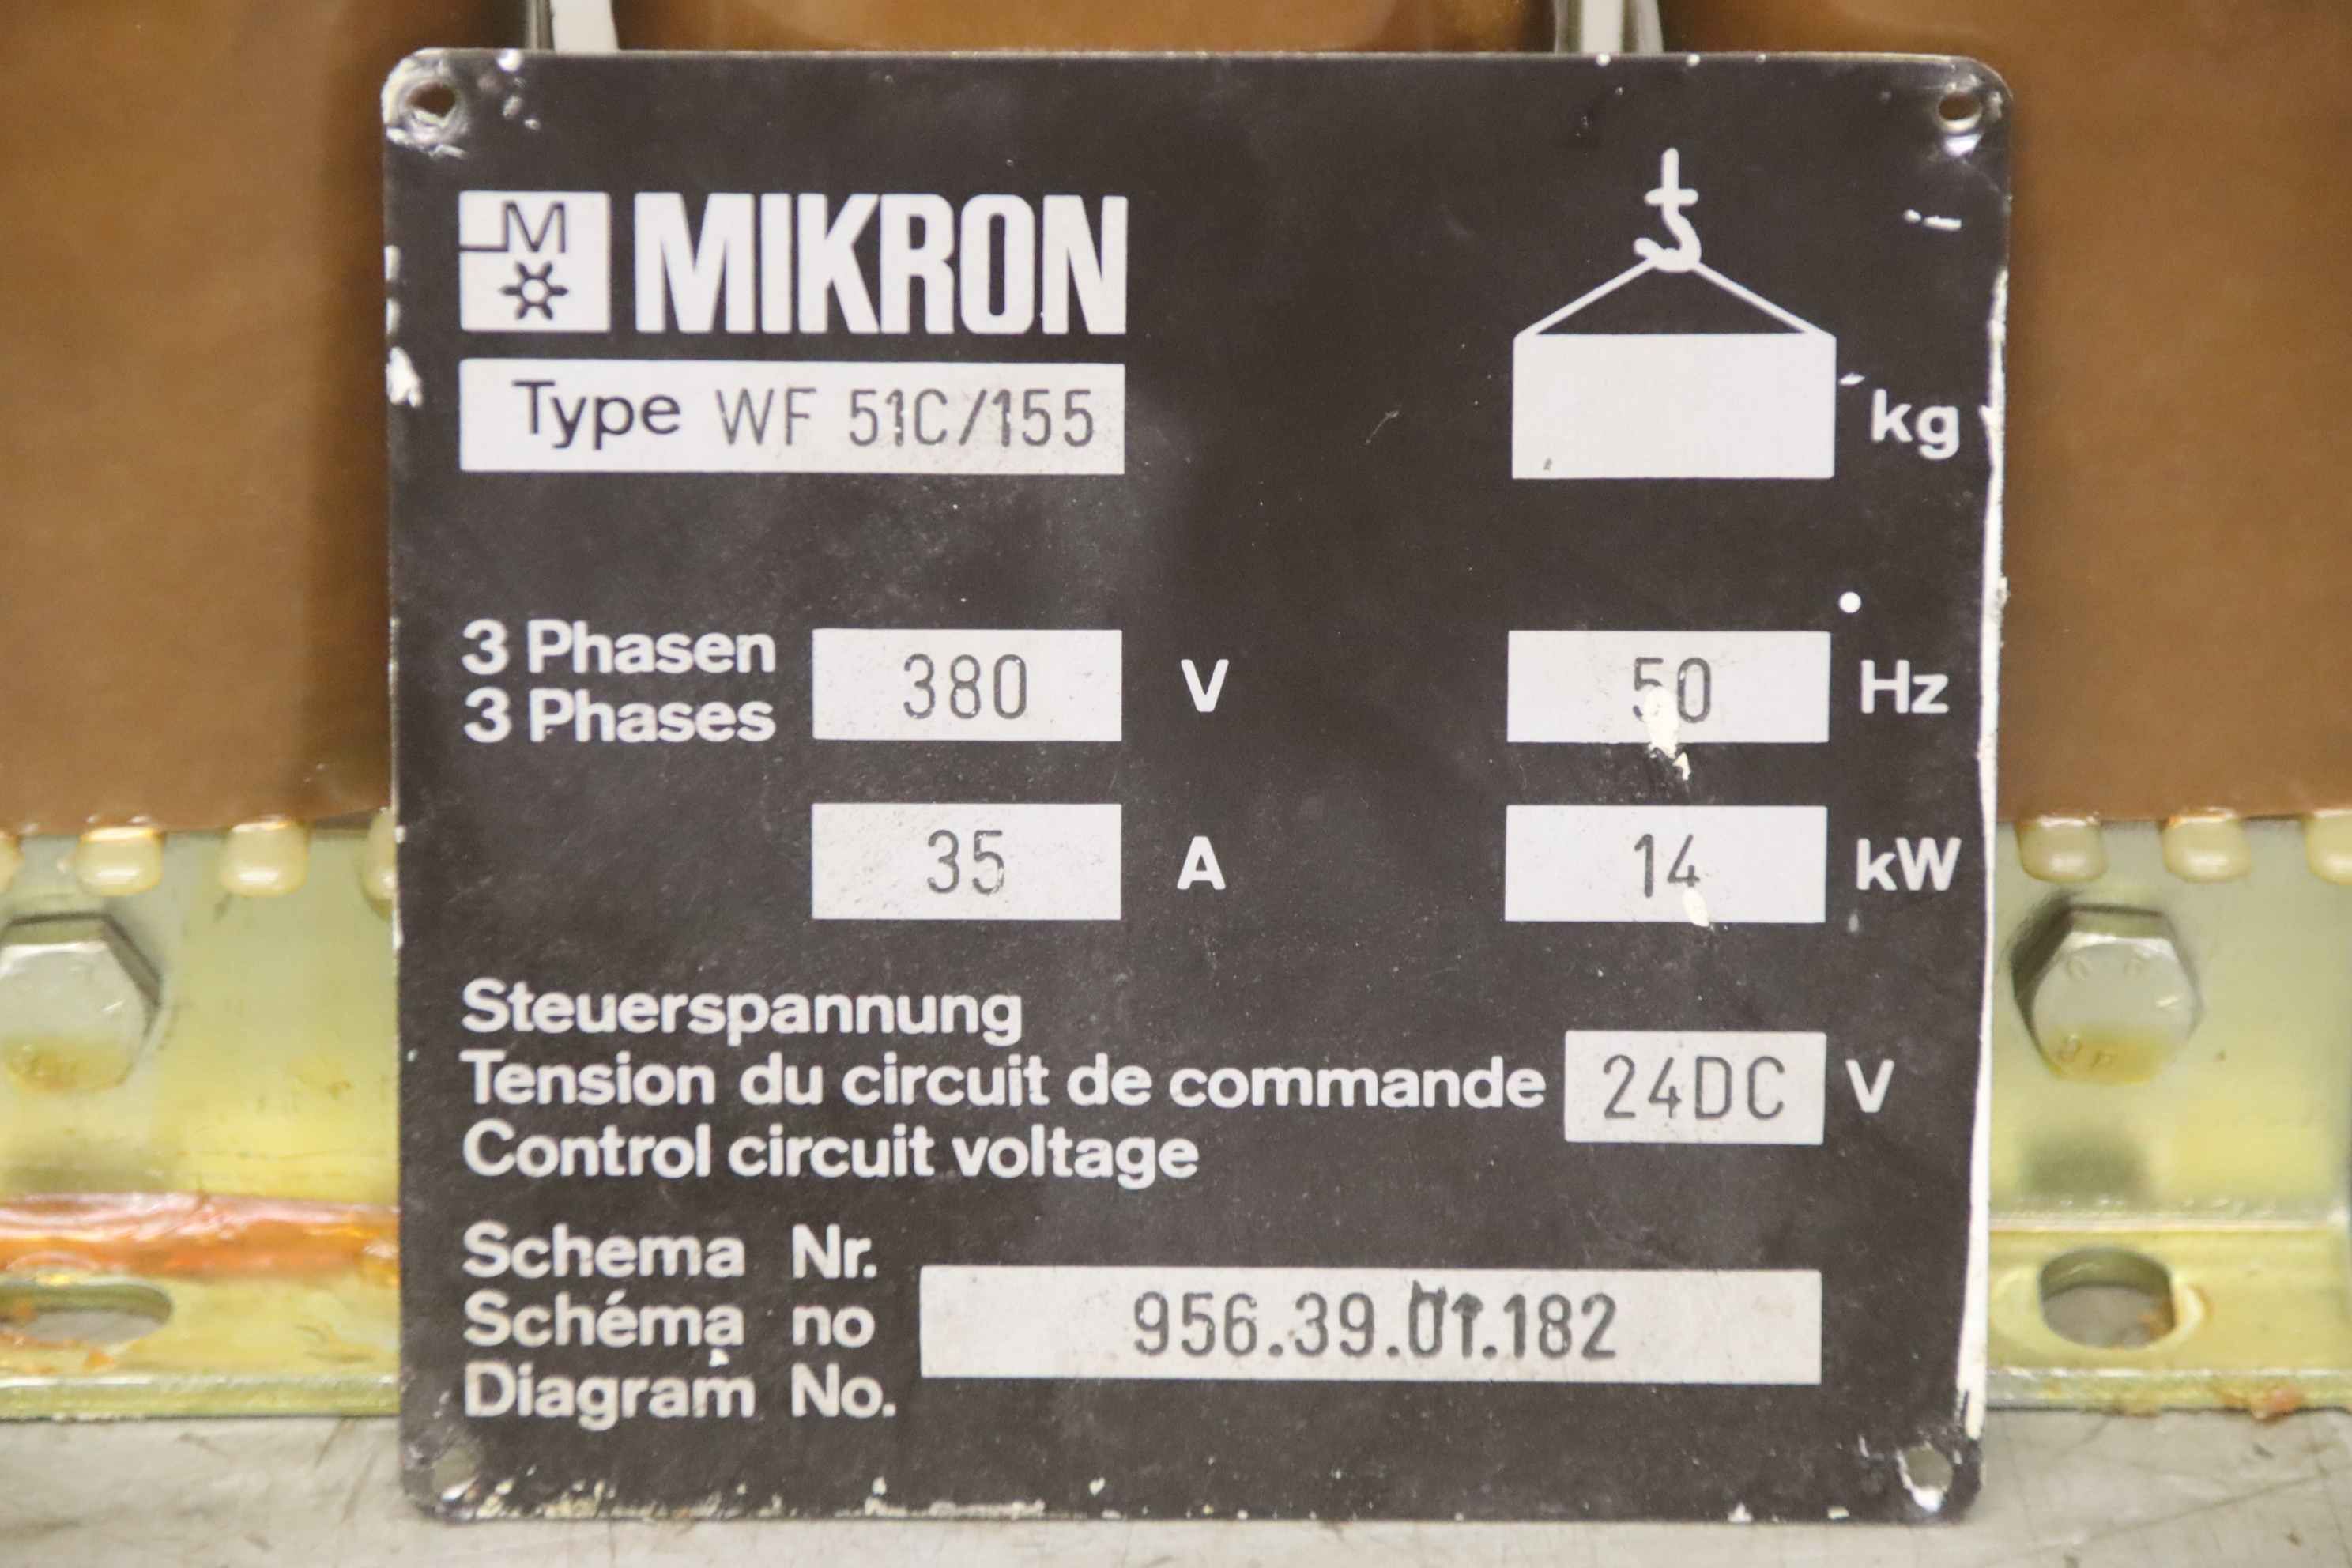 M MIKRON
Type WF 51C/155
kg
3 Phasen
3 Phases
380 V
50 Hz
35 A
14 kW
Steuerspannung
Tension du circuit de commande 24DC V
Control circuit voltage
Schema Nr.
Schéma no
Diagram No.
956.39.01.182